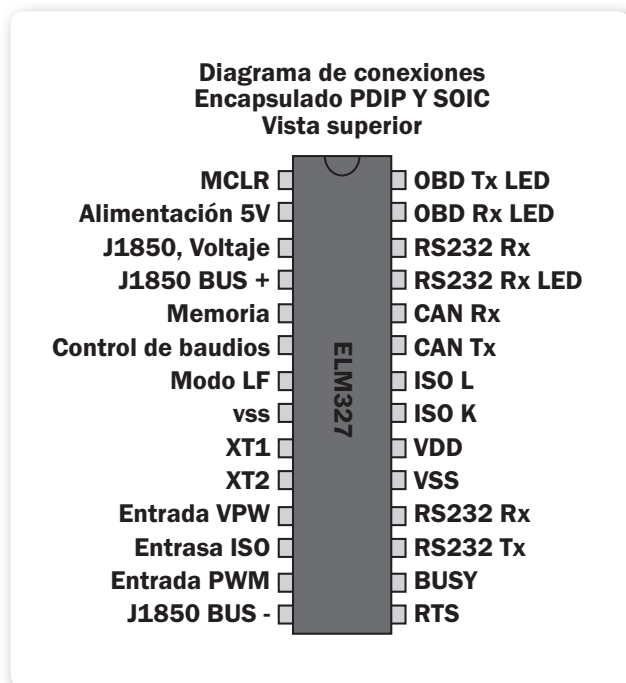 Diagrama de conexiones
Encapsulado PDIP Y SOIC
Vista superior
MCLR
Alimentación 5V
J1850, Voltaje
J1850 BUS +
Memoria
Control de baudios
Modo LF
vss
XT1
XT2
Entrada VPW
Entrasa ISO
Entrada PWM
J1850 BUS -
ELM327
OBD Tx LED
OBD Rx LED
RS232 Rx
RS232 Rx LED
CAN Rx
CAN Tx
ISO L
ISO K
VDD
VSS
RS232 Rx
RS232 Tx
BUSY
RTS